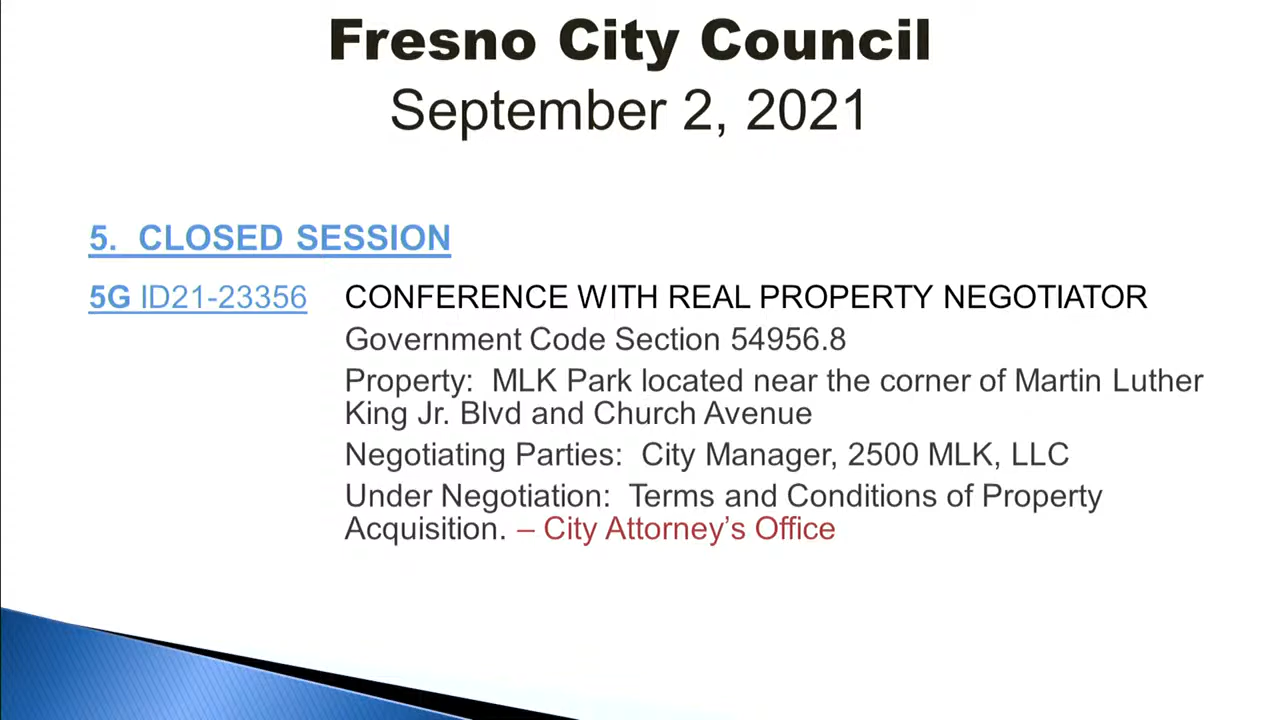 Fresno City Council
September 2, 2021
5. CLOSED SESSION
5G ID21-23356 CONFERENCE WITH REAL PROPERTY NEGOTIATOR
Government Code Section 54956.8
Property: MLK Park located near the corner of Martin Luther
King Jr. Blvd and Church Avenue
Negotiating Parties: City Manager, 2500 MLK, LLC
Under Negotiation: Terms and Conditions of Property
Acquisition. – City Attorney’s Office